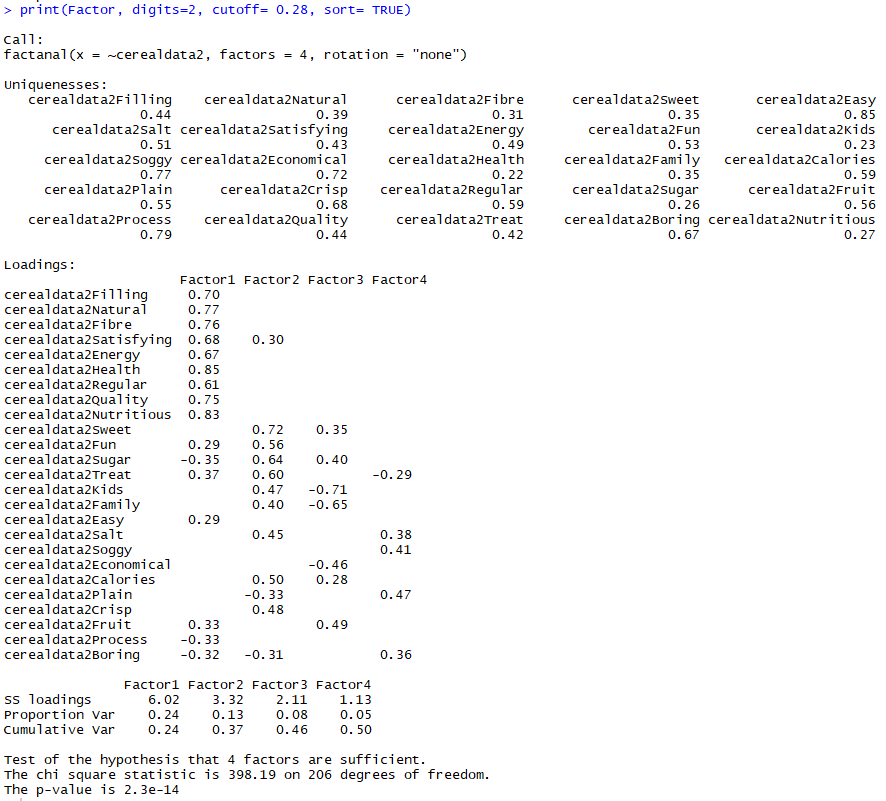 > print(Factor, digits=2, cutoff= 0.28, sort= TRUE)
Call:
factanal(x = ~cerealdata2, factors = 4, rotation = "none")
Uniquenesses:
cerealdata2Filling cerealdata2Natural cerealdata2Fibre cerealdata2Sweet cerealdata2Easy
0.44 0.39 0.31 0.35 0.85
cerealdata2Salt cerealdata2Satisfying cerealdata2Energy cerealdata2Fun cerealdata2Kids
0.51 0.43 0.49 0.53 0.23
cerealdata2Soggy cerealdata2Economical cerealdata2Health cerealdata2Family cerealdata2Calories
0.77 0.72 0.22 0.35 0.59
cerealdata2Plain cerealdata2Crisp cerealdata2Regular cerealdata2Sugar cerealdata2Fruit
0.55 0.68 0.59 0.26 0.56
cerealdata2Process cerealdata2Quality cerealdata2Treat cerealdata2Boring cerealdata2Nutritious
0.79 0.44 0.42 0.67 0.27
Loadings:
Factor1 Factor2 Factor3 Factor4
cerealdata2Filling 0.70
cerealdata2Natural 0.77
cerealdata2Fibre 0.76
cerealdata2Satisfying 0.68 0.30
cerealdata2Energy 0.67
cerealdata2Health 0.85
cerealdata2Regular 0.61
cerealdata2Quality 0.75
cerealdata2Nutritious 0.83
cerealdata2Sweet 0.72 0.35
cerealdata2Fun 0.29 0.56
cerealdata2Sugar -0.35 0.64 0.40
cerealdata2Treat 0.37 0.60 -0.29
cerealdata2Kids 0.47 -0.71
cerealdata2Family 0.40 -0.65
cerealdata2Easy 0.29
cerealdata2Salt 0.45 0.38
cerealdata2Soggy 0.41
cerealdata2Economical -0.46
cerealdata2Calories 0.50 0.28
cerealdata2Plain -0.33 0.47
cerealdata2Crisp 0.48
cerealdata2Fruit 0.33 0.49
cerealdata2Process -0.33
cerealdata2Boring -0.32 -0.31 0.36
Factor1 Factor2 Factor3 Factor4
SS loadings 6.02 3.32 2.11 1.13
Proportion Var 0.24 0.13 0.08 0.05
Cumulative Var 0.24 0.37 0.46 0.50
Test of the hypothesis that 4 factors are sufficient.
The chi square statistic is 398.19 on 206 degrees of freedom.
The p-value is 2.3e-14